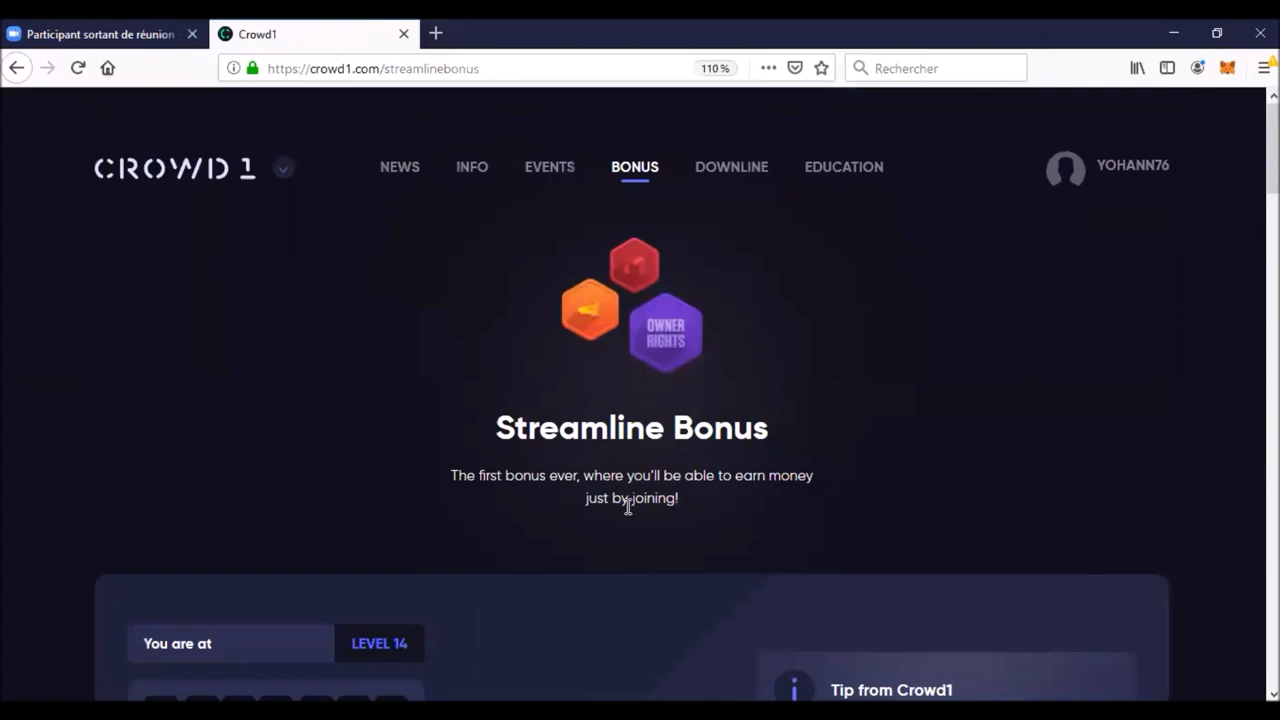 Participant sortant de réunion
Crowd1
https://crowd1.com/streamlinebonus
110 %
Rechercher
CROWD 1
NEWS
INFO
EVENTS
BONUS
DOWNLINE
EDUCATION
YOHANN76
OWNER
RIGHTS
Streamline Bonus
The first bonus ever, where you'll be able to earn money
just by joining!
You are at
LEVEL 14
Tip from Crowd1